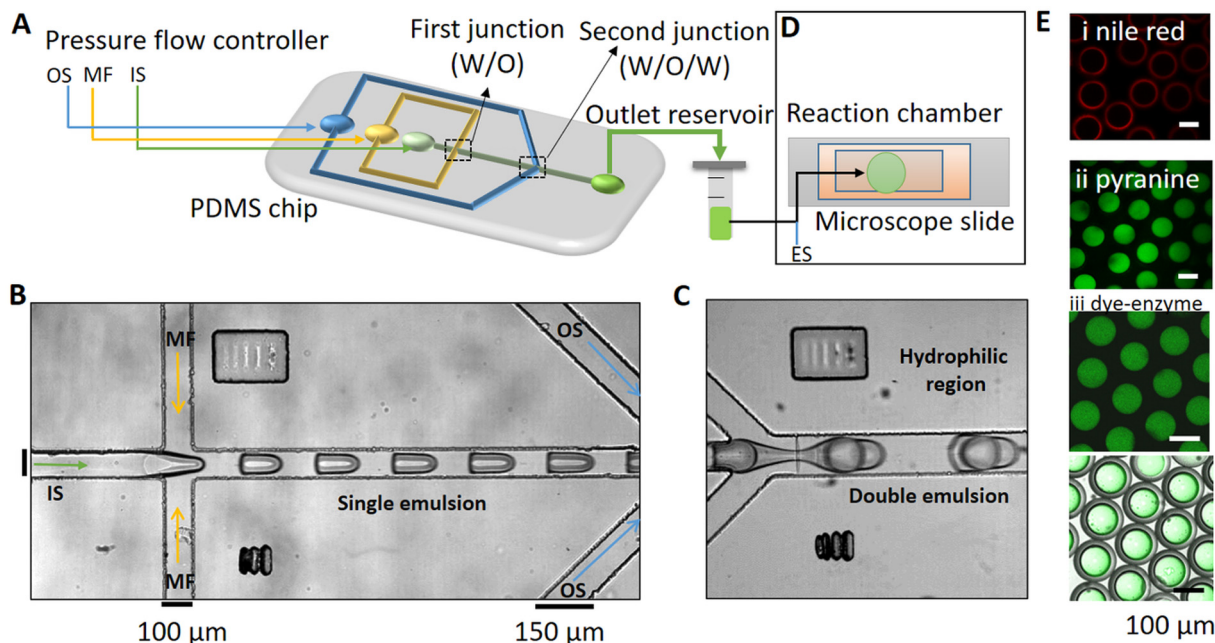 A
Pressure flow controller
OS MF IS
First junction
(W/O)
Second junction
(W/O/W)
Outlet reservoir
PDMS chip
D
Reaction chamber
Microscope slide
ES
E
i nile red
ii pyranine
iii dye-enzyme
100 μm
B
MF
OS
IS
Single emulsion
MF
OS
100 μm
150 μm
C
Hydrophilic
region
Double emulsion